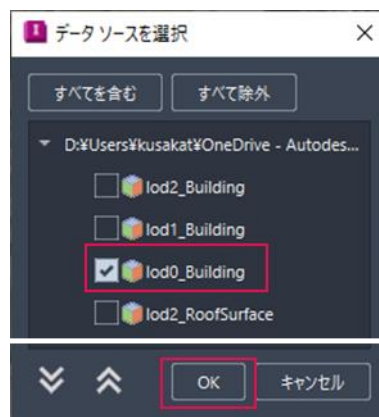 データ ソースを選択
すべてを含む すべて除外
D:¥Users¥kusakat¥OneDrive - Autodes...
lod2_Building
lod1_Building
lod0_Building
lod2_RoofSurface
OK キャンセル